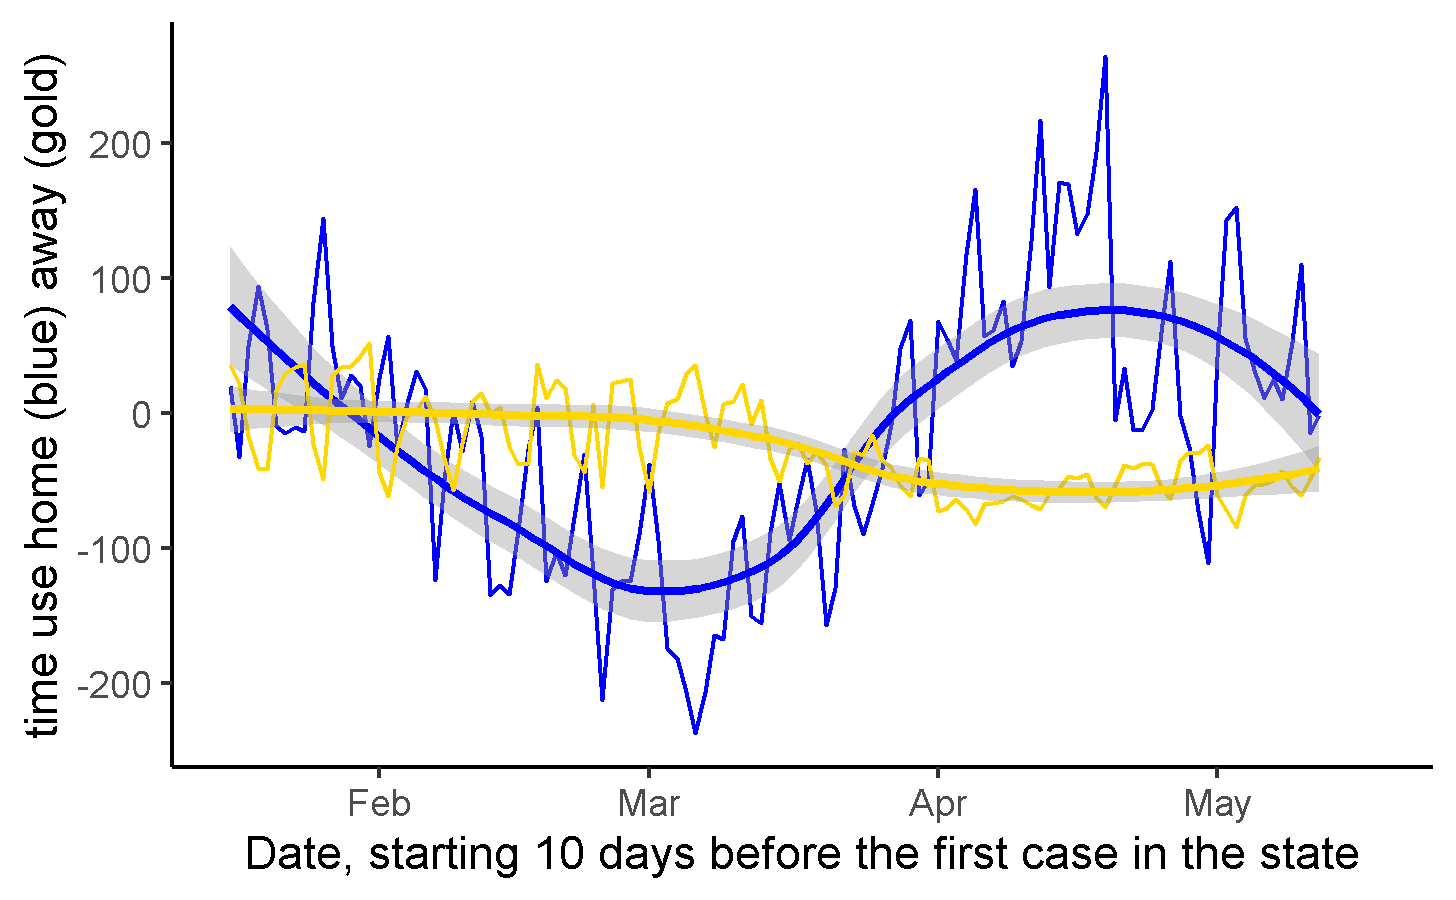 time use home (blue) away (gold)
200
100
0
-100
-200
Feb Mar Apr May
Date, starting 10 days before the first case in the state